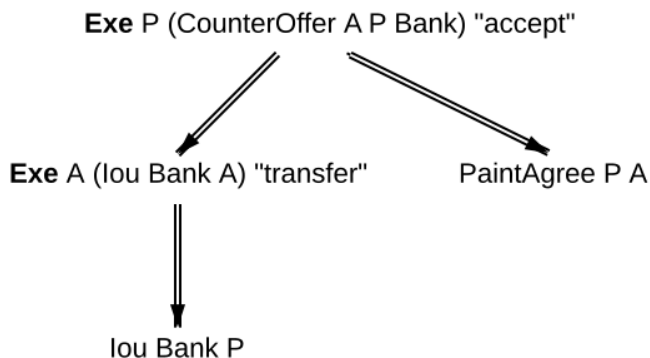 Exe P (CounterOffer A P Bank) "accept"
Exe A (Iou Bank A) "transfer"
PaintAgree P A
Iou Bank P